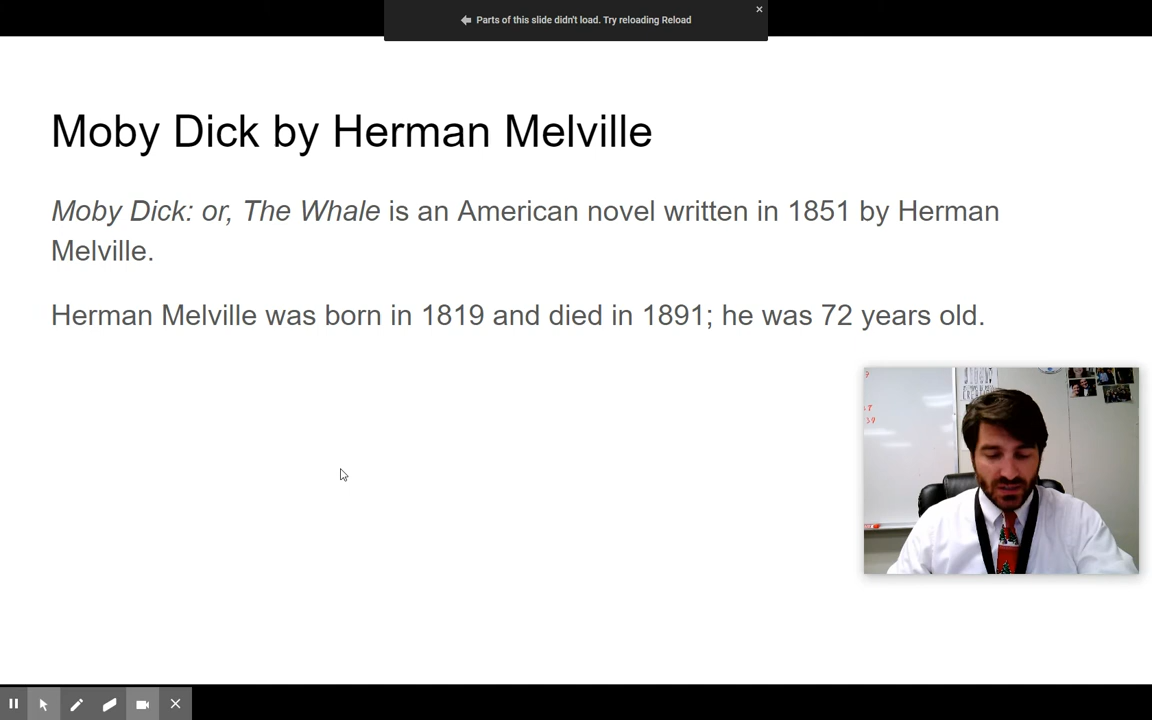 Parts of this slide didn't load. Try reloading Reload
Moby Dick by Herman Melville
Moby Dick: or, The Whale is an American novel written in 1851 by Herman
Melville.
Herman Melville was born in 1819 and died in 1891; he was 72 years old.